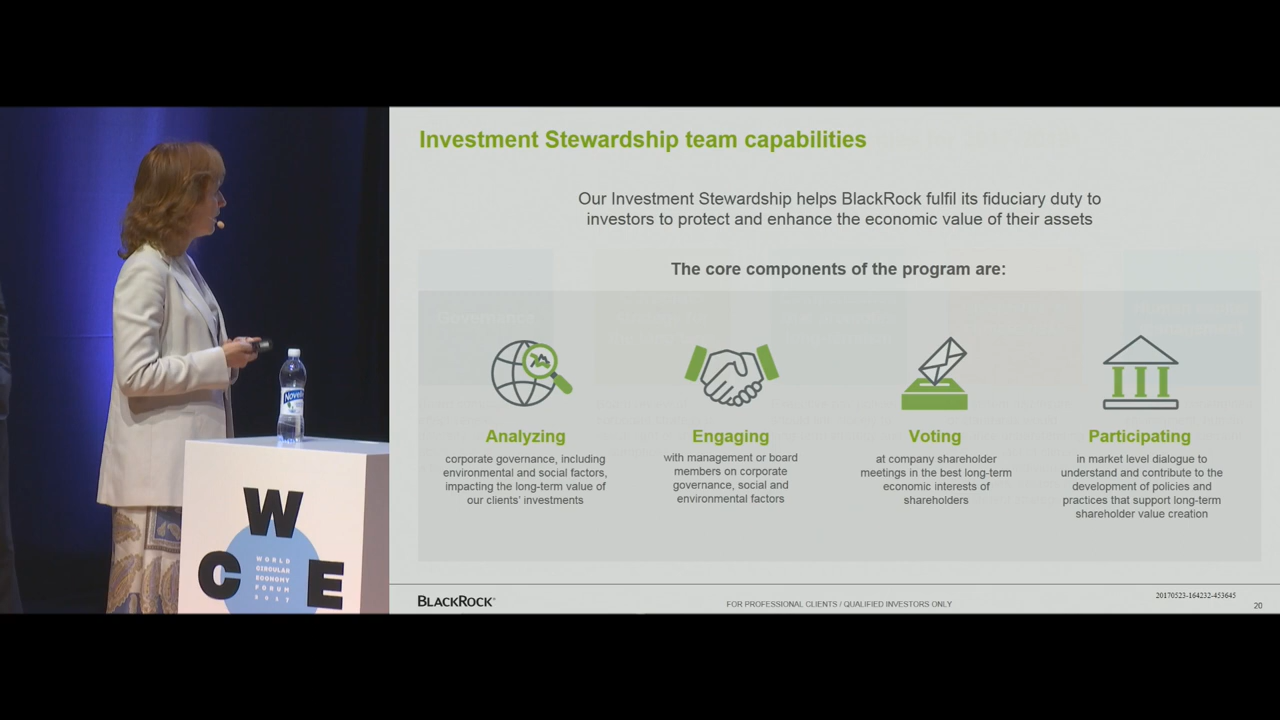 Investment Stewardship team capabilities
Our Investment Stewardship helps BlackRock fulfil its fiduciary duty to
investors to protect and enhance the economic value of their assets
The core components of the program are:
Analyzing
corporate governance, including
environmental and social factors,
impacting the long-term value of
our clients' investments
Engaging
with management or board
members on corporate
governance, social and
environmental factors
Voting
at company shareholder
meetings in the best long-term
economic interests of
shareholders
Participating
in market level dialogue to
understand and contribute to the
development of policies and
practices that support long-term
shareholder value creation
BLACKROCK®
FOR PROFESSIONAL CLIENTS / QUALIFIED INVESTORS ONLY
20170523-164232-453645
20
Novelle
W
C E
WORLD
CIRCULAR
ECONOMY
FORUM
2017